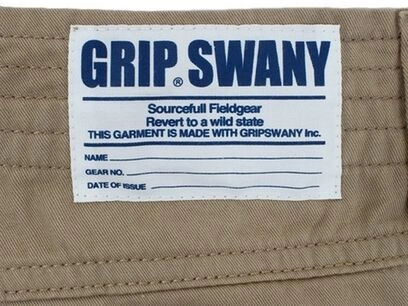 GRIP® SWANY
Sourcefull Fieldgear
Revert to a wild state
THIS GARMENT IS MADE WITH GRIPSWANY Inc.
NAME
GEAR NO.
DATE OF ISSUE